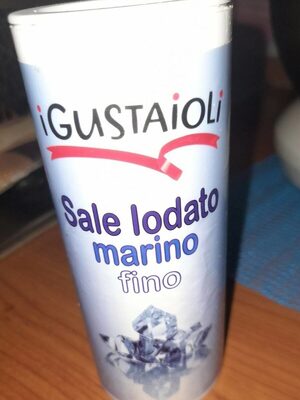 iGUSTAiOLi
Sale Iodato
marino
fino